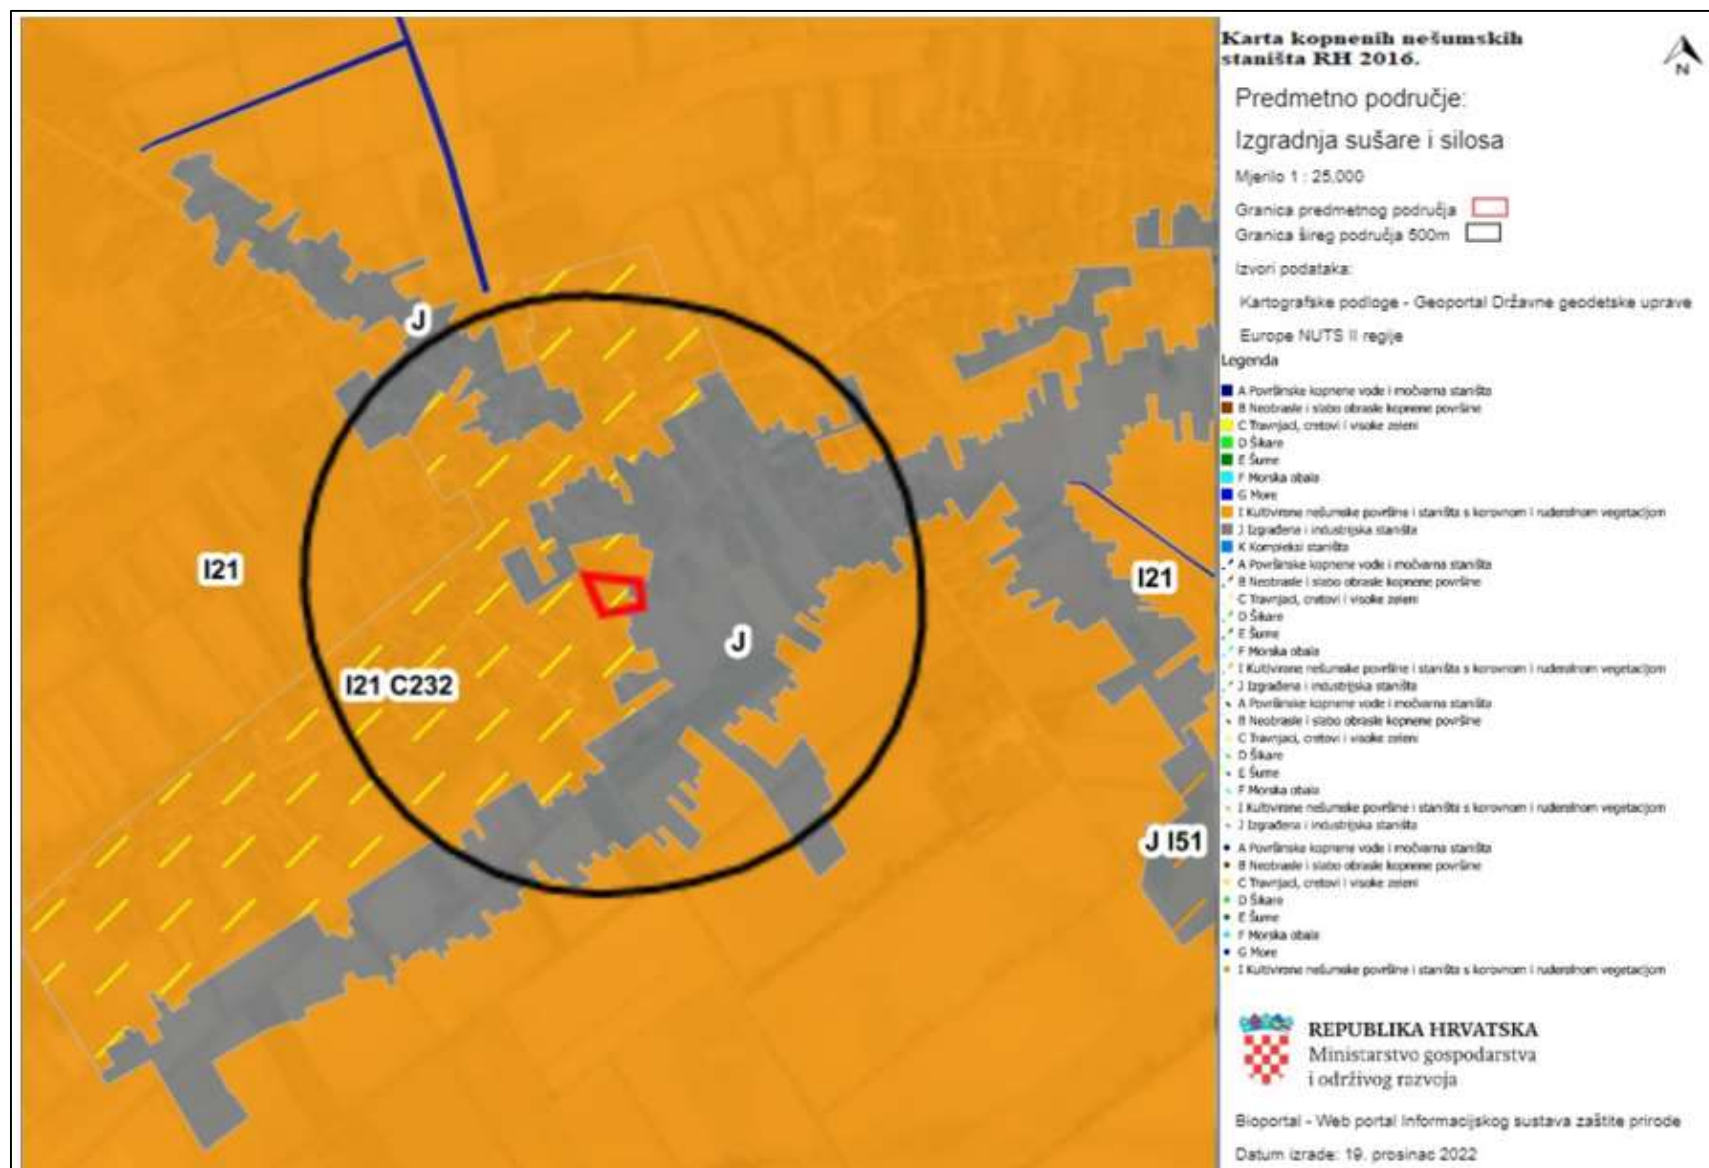 Karta kopnenih nešumskih
staništa RH 2016.
N
Predmetno područje:
Izgradnja sušare i silosa
Mjerilo 1 : 25,000
Granica predmetnog područja
Granica šireg područja 500m
Izvori podataka:
Kartografske podloge - Geoportal Državne geodetske uprave
Europe NUTS II regije
Legenda
A Površinske kopnene vode i močvarna staništa
B Neobrasle i slabo obrasle kopnene površine
C Travnjaci, cretovi i visoke zeleni
D Šikare
E Šume
F Morska obala
G More
I Kultivirane nešumske površine i staništa s korovnom i ruderalnom vegetacijom
J Izgrađena i industrijska staništa
K Kompleksi staništa
A Površinske kopnene vode i močvarna staništa
B Neobrasle i slabo obrasle kopnene površine
C Travnjaci, cretovi i visoke zeleni
D Šikare
E Šume
F Morska obala
I Kultivirane nešumske površine i staništa s korovnom i ruderalnom vegetacijom
J Izgrađena i industrijska staništa
A Površinske kopnene vode i močvarna staništa
B Neobrasle i slabo obrasle kopnene površine
C Travnjaci, cretovi i visoke zeleni
D Šikare
E Šume
F Morska obala
I Kultivirane nešumske površine i staništa s korovnom i ruderalnom vegetacijom
J Izgrađena i industrijska staništa
A Površinske kopnene vode i močvarna staništa
B Neobrasle i slabo obrasle kopnene površine
C Travnjaci, cretovi i visoke zeleni
D Šikare
E Šume
F Morska obala
G More
I Kultivirane nešumske površine i staništa s korovnom i ruderalnom vegetacijom
REPUBLIKA HRVATSKA
Ministarstvo gospodarstva
i održivog razvoja
Bioportal - Web portal Informacijskog sustava zaštite prirode
Datum izrade: 19. prosinac 2022
J
I21
I21
J
I21 C232
J I51